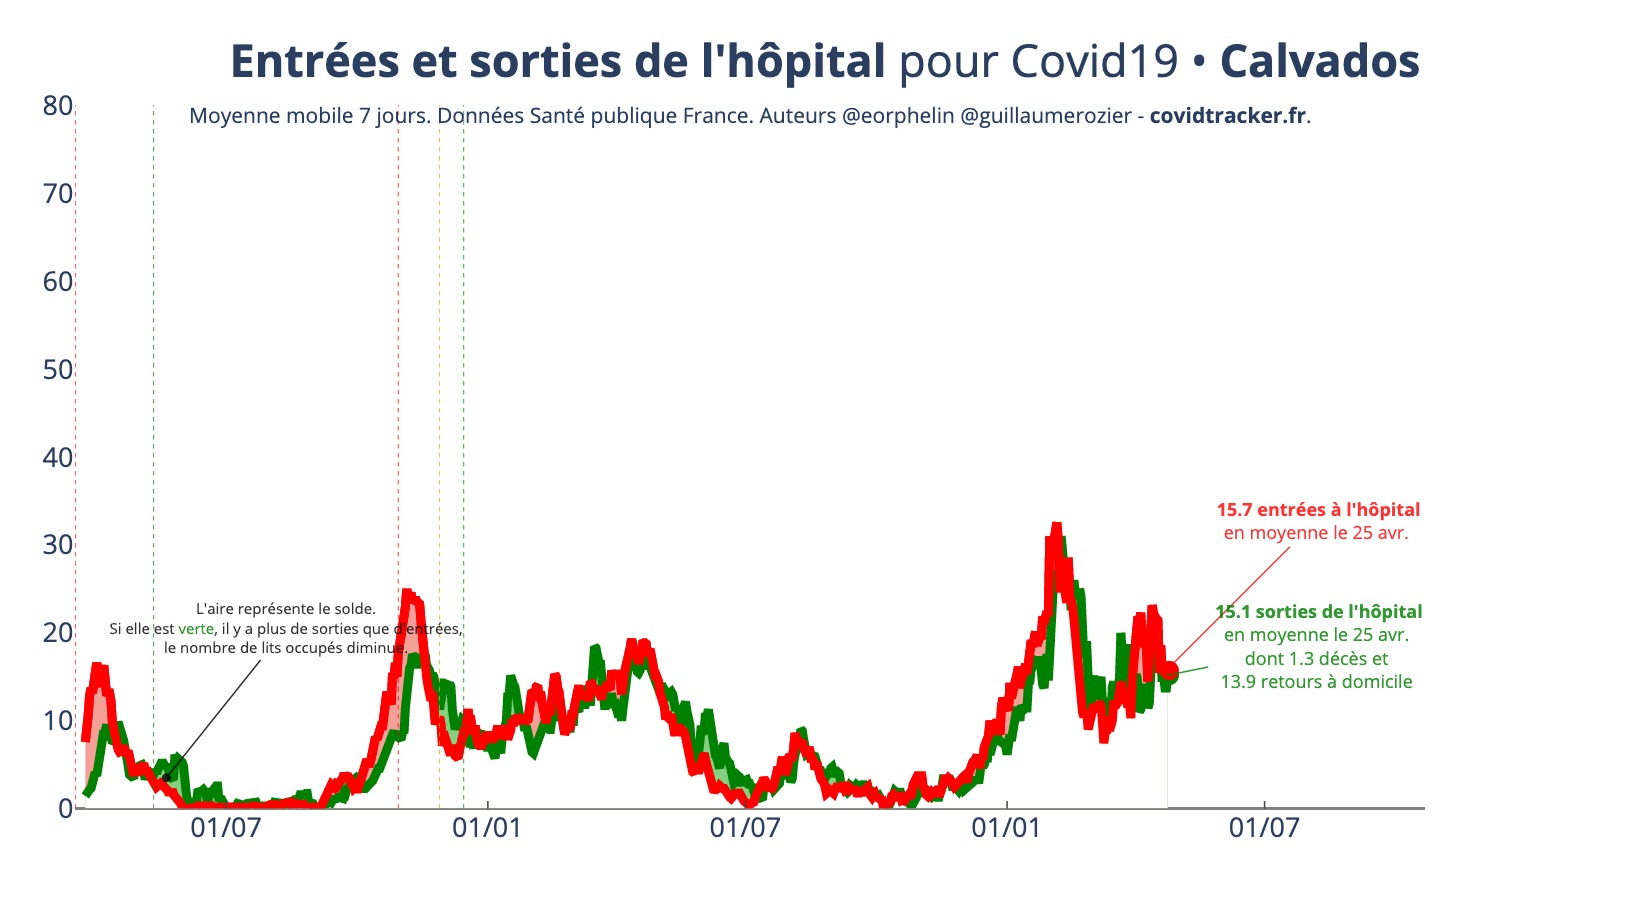 Entrées et sorties de l'hôpital pour Covid19 • Calvados
Moyenne mobile 7 jours. Données Santé publique France. Auteurs @eorphelin @guillaumerozier - covidtracker.fr.
80
70
60
50
40
30
20
10
0
L'aire représente le solde.
Si elle est verte, il y a plus de sorties que d'entrées,
le nombre de lits occupés diminue.
15.7 entrées à l'hôpital
en moyenne le 25 avr.
15.1 sorties de l'hôpital
en moyenne le 25 avr.
dont 1.3 décès et
13.9 retours à domicile
01/07
01/01
01/07
01/01
01/07